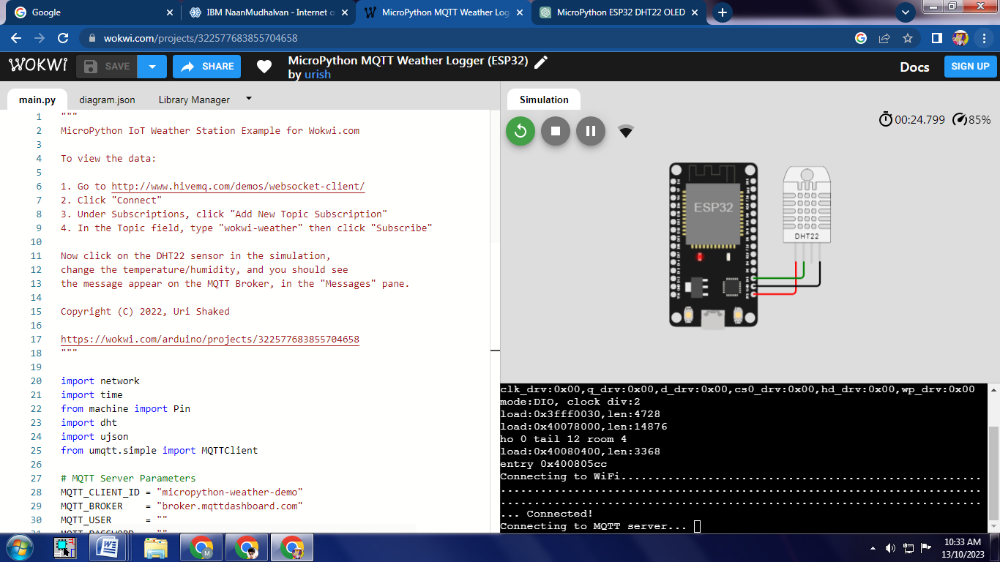 Google
IBM NaanMudhalvan - Internet o
MicroPython MQTT Weather Log
MicroPython ESP32 DHT22 OLED
wokwi.com/projects/322577683855704658
WOKWI
SAVE
SHARE
MicroPython MQTT Weather Logger (ESP32)
by urish
Docs
SIGN UP
main.py
diagram.json
Library Manager
1 """
2 MicroPython IoT Weather Station Example for Wokwi.com
3
4 To view the data:
5
6 1. Go to http://www.hivemq.com/demos/websocket-client/
7 2. Click "Connect"
8 3. Under Subscriptions, click "Add New Topic Subscription"
9 4. In the Topic field, type "wokwi-weather" then click "Subscribe"
10
11 Now click on the DHT22 sensor in the simulation,
12 change the temperature/humidity, and you should see
13 the message appear on the MQTT Broker, in the "Messages" pane.
14
15 Copyright (C) 2022, Uri Shaked
16
17 https://wokwi.com/arduino/projects/322577683855704658
18 """
19
20 import network
21 import time
22 from machine import Pin
23 import dht
24 import ujson
25 from umqtt.simple import MQTTClient
26
27 # MQTT Server Parameters
28 MQTT_CLIENT_ID = "micropython-weather-demo"
29 MQTT_BROKER = "broker.mqttdashboard.com"
30 MQTT_USER = ""
Simulation
00:24.799
85%
ESP32
DHT22
clk_drv:0x00,q_drv:0x00,d_drv:0x00,cs0_drv:0x00,hd_drv:0x00,wp_drv:0x00
mode:DIO, clock div:2
load:0x3fff0030,len:4728
load:0x40078000,len:14876
ho 0 tail 12 room 4
load:0x40080400,len:3368
entry 0x400805cc
Connecting to WiFi....................................................
......................................................................
......................................................................
... Connected!
Connecting to MQTT server...
10:33 AM
13/10/2023